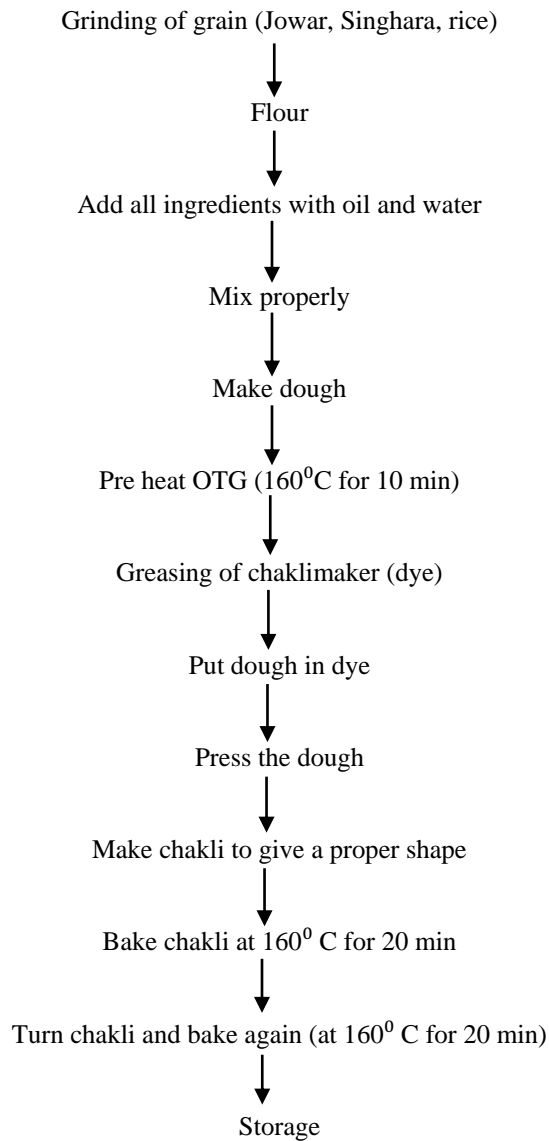 Grinding of grain (Jowar, Singhara, rice)
Flour
Add all ingredients with oil and water
Mix properly
Make dough
Pre heat OTG (160⁰C for 10 min)
Greasing of chaklimaker (dye)
Put dough in dye
Press the dough
Make chakli to give a proper shape
Bake chakli at 160⁰ C for 20 min
Turn chakli and bake again (at 160⁰ C for 20 min)
Storage